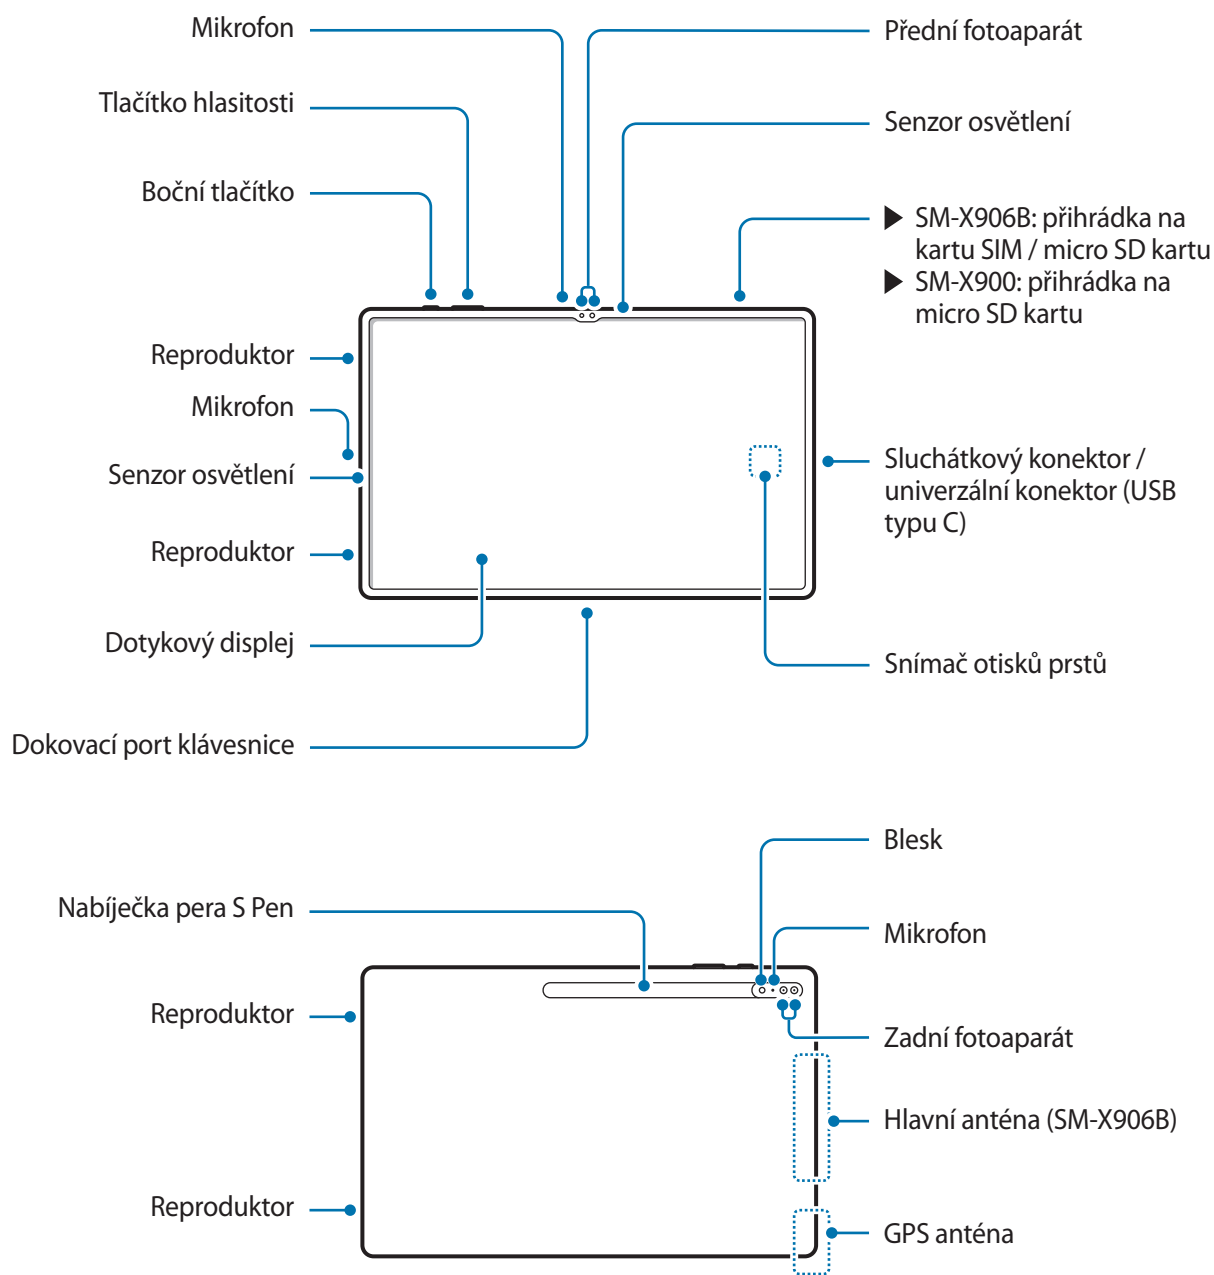 Mikrofon
Tlačítko hlasitosti
Boční tlačítko
Reproduktor
Mikrofon
Senzor osvětlení
Reproduktor
Dotykový displej
Dokovací port klávesnice
Přední fotoaparát
Senzor osvětlení
▶ SM-X906B: přihrádka na
kartu SIM / micro SD kartu
▶ SM-X900: přihrádka na
micro SD kartu
Sluchátkový konektor /
univerzální konektor (USB
typu C)
Snímač otisků prstů
Nabíječka pera S Pen
Reproduktor
Reproduktor
Blesk
Mikrofon
Zadní fotoaparát
Hlavní anténa (SM-X906B)
GPS anténa